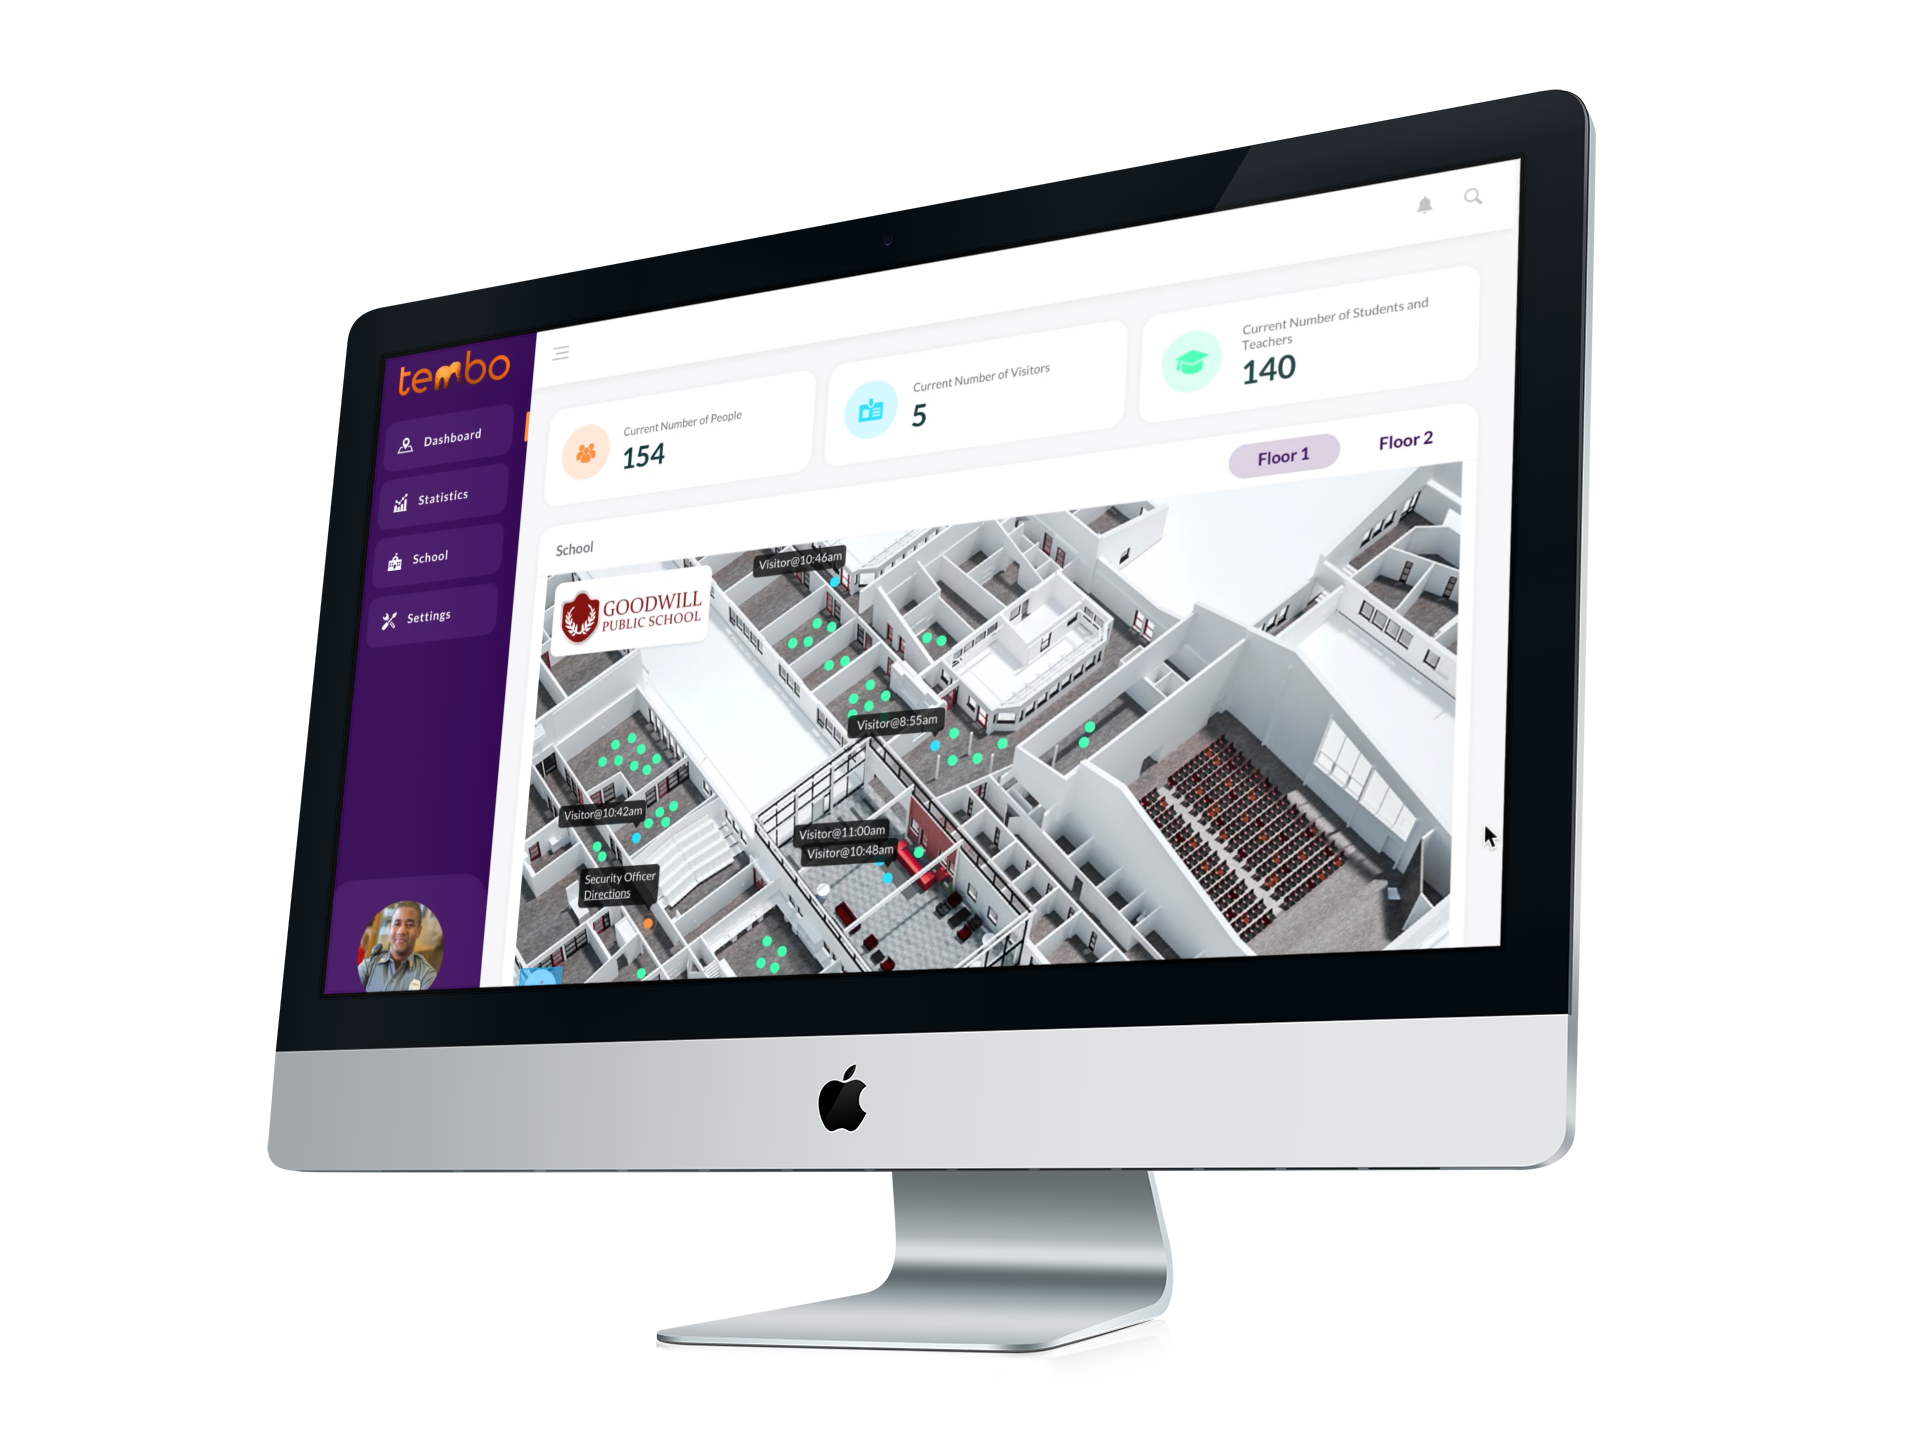 tembo
Dashboard
Statistics
School
Settings
Current Number of People
154
Current Number of Visitors
5
Current Number of Students and
Teachers
140
Floor 1
Floor 2
School
GOODWILL
PUBLIC SCHOOL
Visitor@10:46am
Visitor@8:55am
Visitor@10:42am
Visitor@11:00am
Visitor@10:48am
Security Officer
Directions